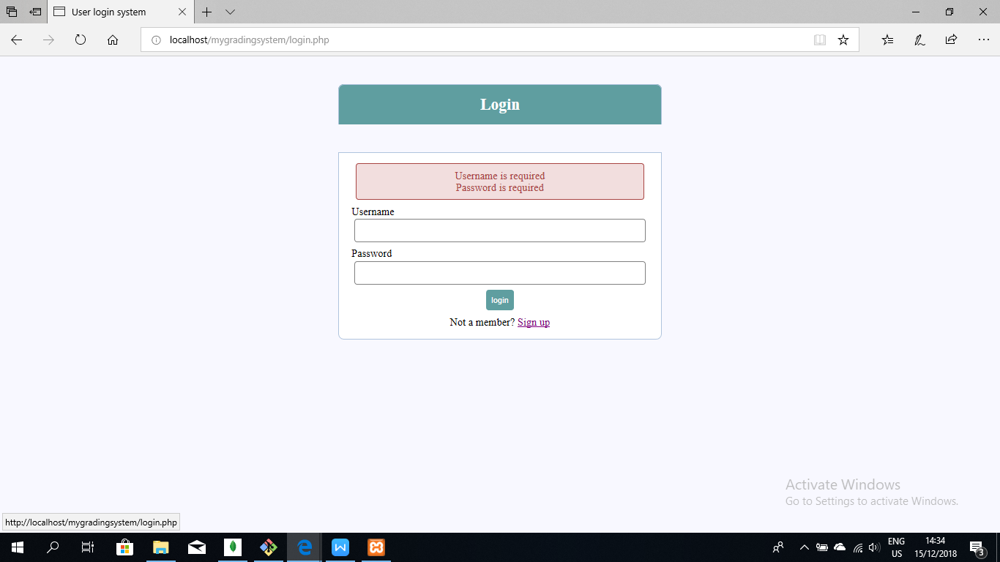 User login system
localhost/mygradingsystem/login.php
Login
Username is required
Password is required
Username
Password
login
Not a member? Sign up
Activate Windows
Go to Settings to activate Windows.
http://localhost/mygradingsystem/login.php
ENG 14:34
US 15/12/2018
3